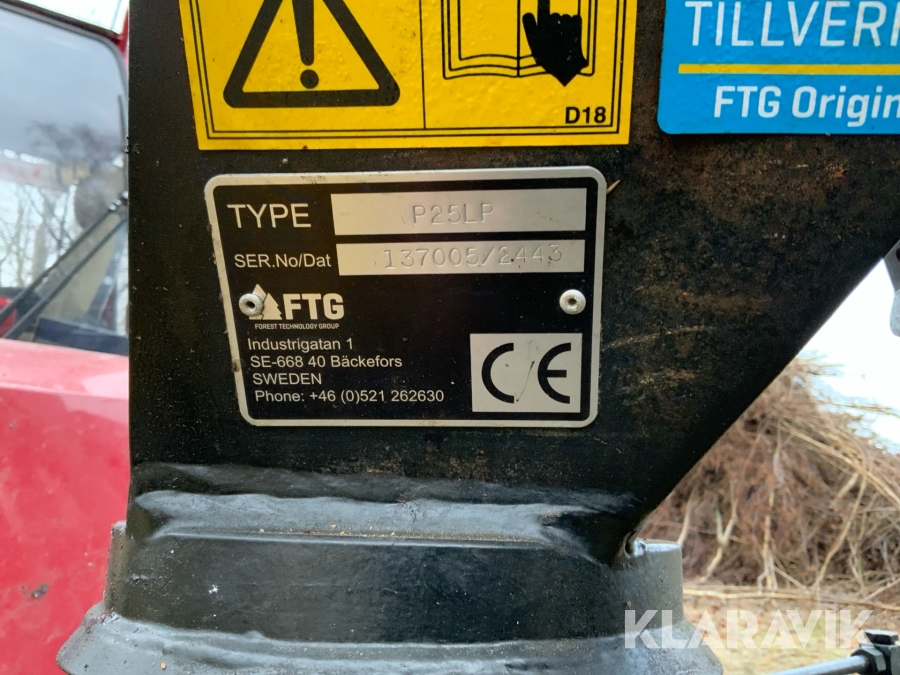 D18
TILLVERK
FTG Origin
TYPE P25LP
SER.No/Dat 137005/2443
FTG
FOREST TECHNOLOGY GROUP
Industrigatan 1
SE-668 40 Bäckefors
SWEDEN
Phone: +46 (0)521 262630
CE
KLARAVIK